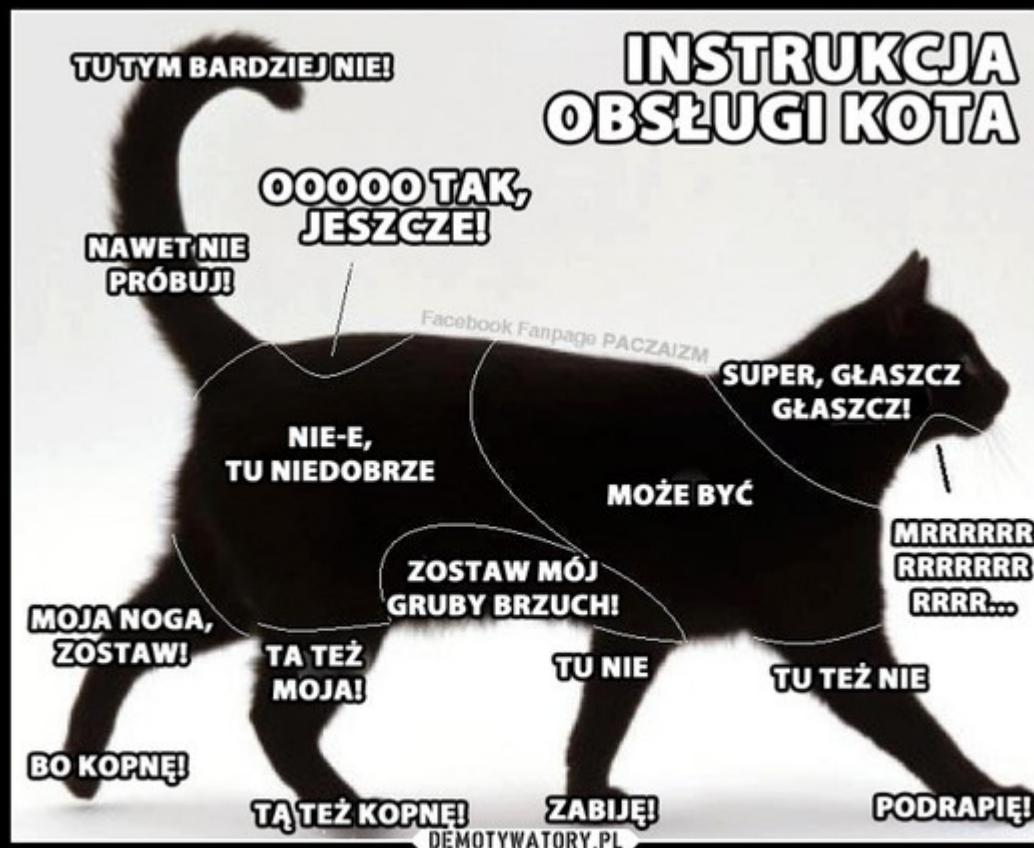 INSTRUKCJA
OBSŁUGI KOTA
TU TYM BARDZIEJ NIE!
OOOOO TAK,
JESZCZE!
NAWET NIE
PRÓBUJ!
Facebook Fanpage PACZAIZM
SUPER, GŁASZCZ
GŁASZCZ!
NIE-E,
TU NIEDOBRZE
MOŻE BYĆ
MRRRRRR
RRRRRRR
RRRR...
ZOSTAW MÓJ
GRUBY BRZUCH!
MOJA NOGA,
ZOSTAW!
TA TEŻ
MOJA!
TU NIE
TU TEŻ NIE
BO KOPNĘ!
TĄ TEŻ KOPNĘ!
ZABIJĘ!
PODRAPIĘ!
DEMOTYWATORY.PL